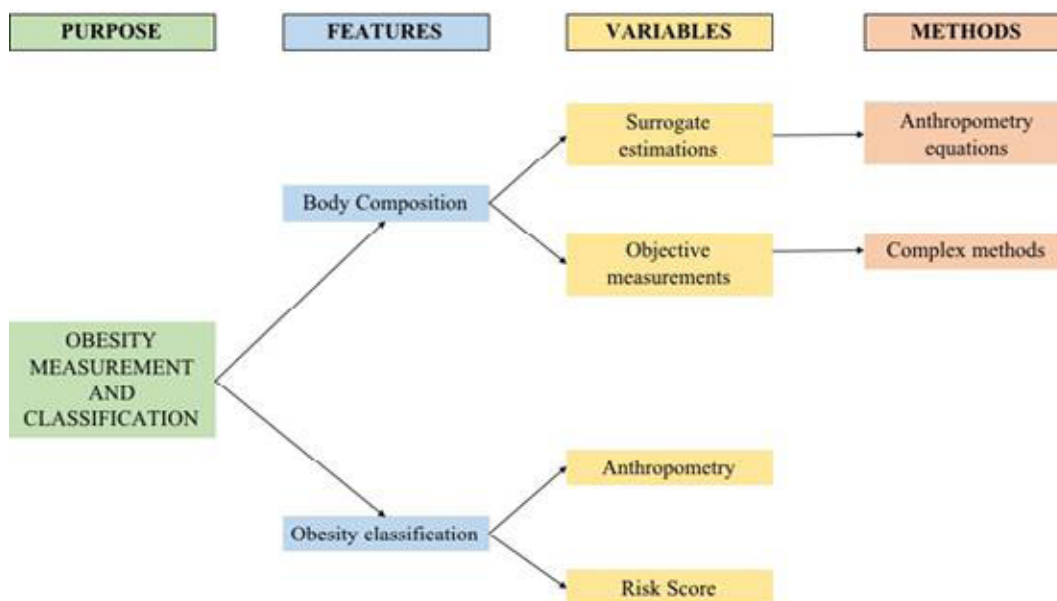 PURPOSE
FEATURES
VARIABLES
METHODS
Surrogate
estimations
Anthropometry
equations
Body Composition
Objective
measurements
Complex methods
OBESITY
MEASUREMENT
AND
CLASSIFICATION
Anthropometry
Obesity classification
Risk Score